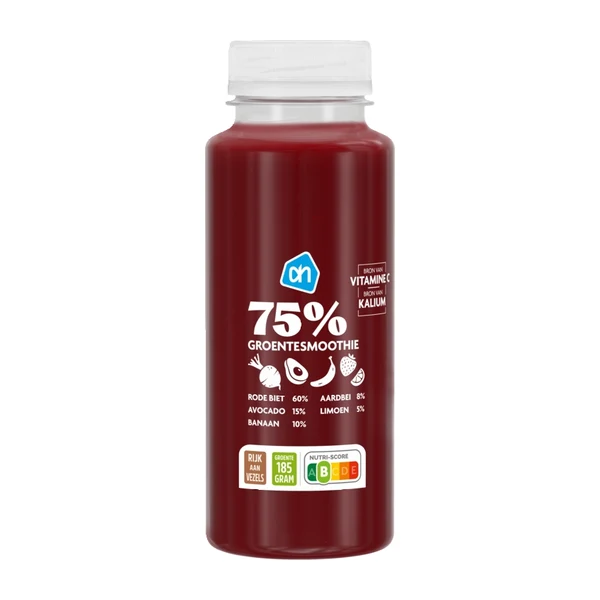 ah
BRON VAN
VITAMINE C
BRON VAN
KALIUM
75%
GROENTESMOOTHIE
RODE BIET 60% AARDBEI 8%
AVOCADO 15% LIMOEN 5%
BANAAN 10%
RIJK
AAN
VEZELS
GROENTE
185
GRAM
NUTRI-SCORE
A B C D E